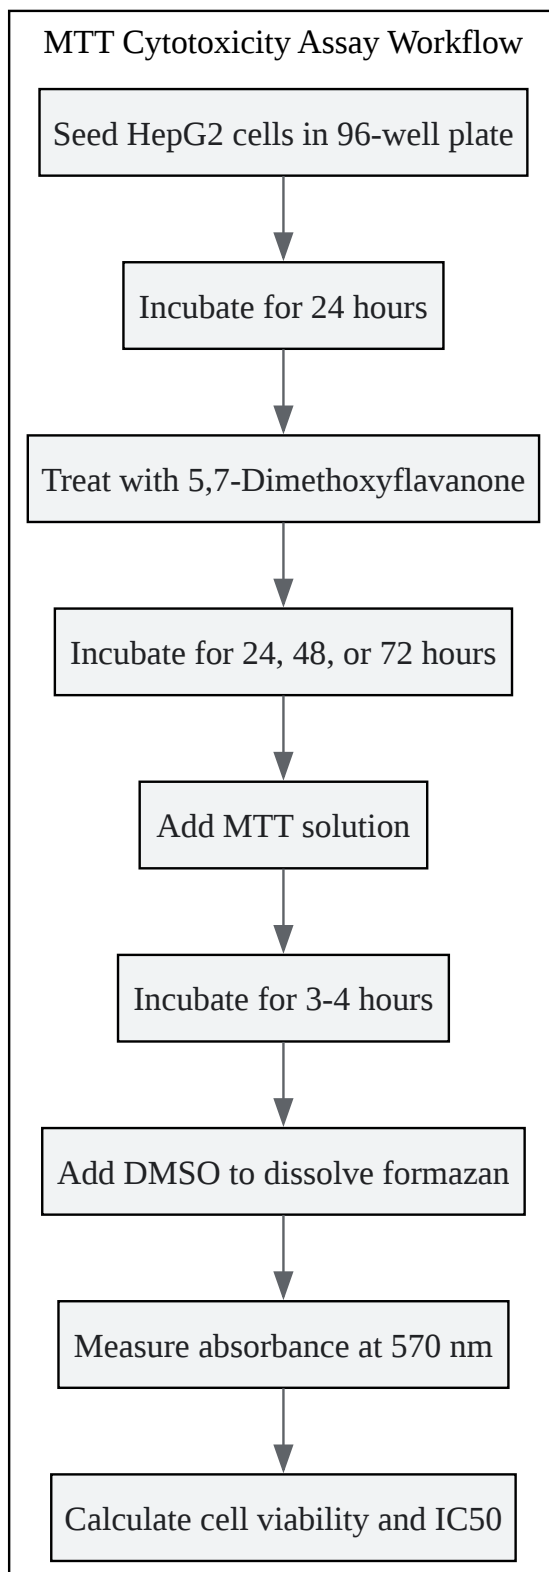 MTT Cytotoxicity Assay Workflow
Seed HepG2 cells in 96-well plate
Incubate for 24 hours
Treat with 5,7-Dimethoxyflavanone
Incubate for 24, 48, or 72 hours
Add MTT solution
Incubate for 3-4 hours
Add DMSO to dissolve formazan
Measure absorbance at 570 nm
Calculate cell viability and IC50